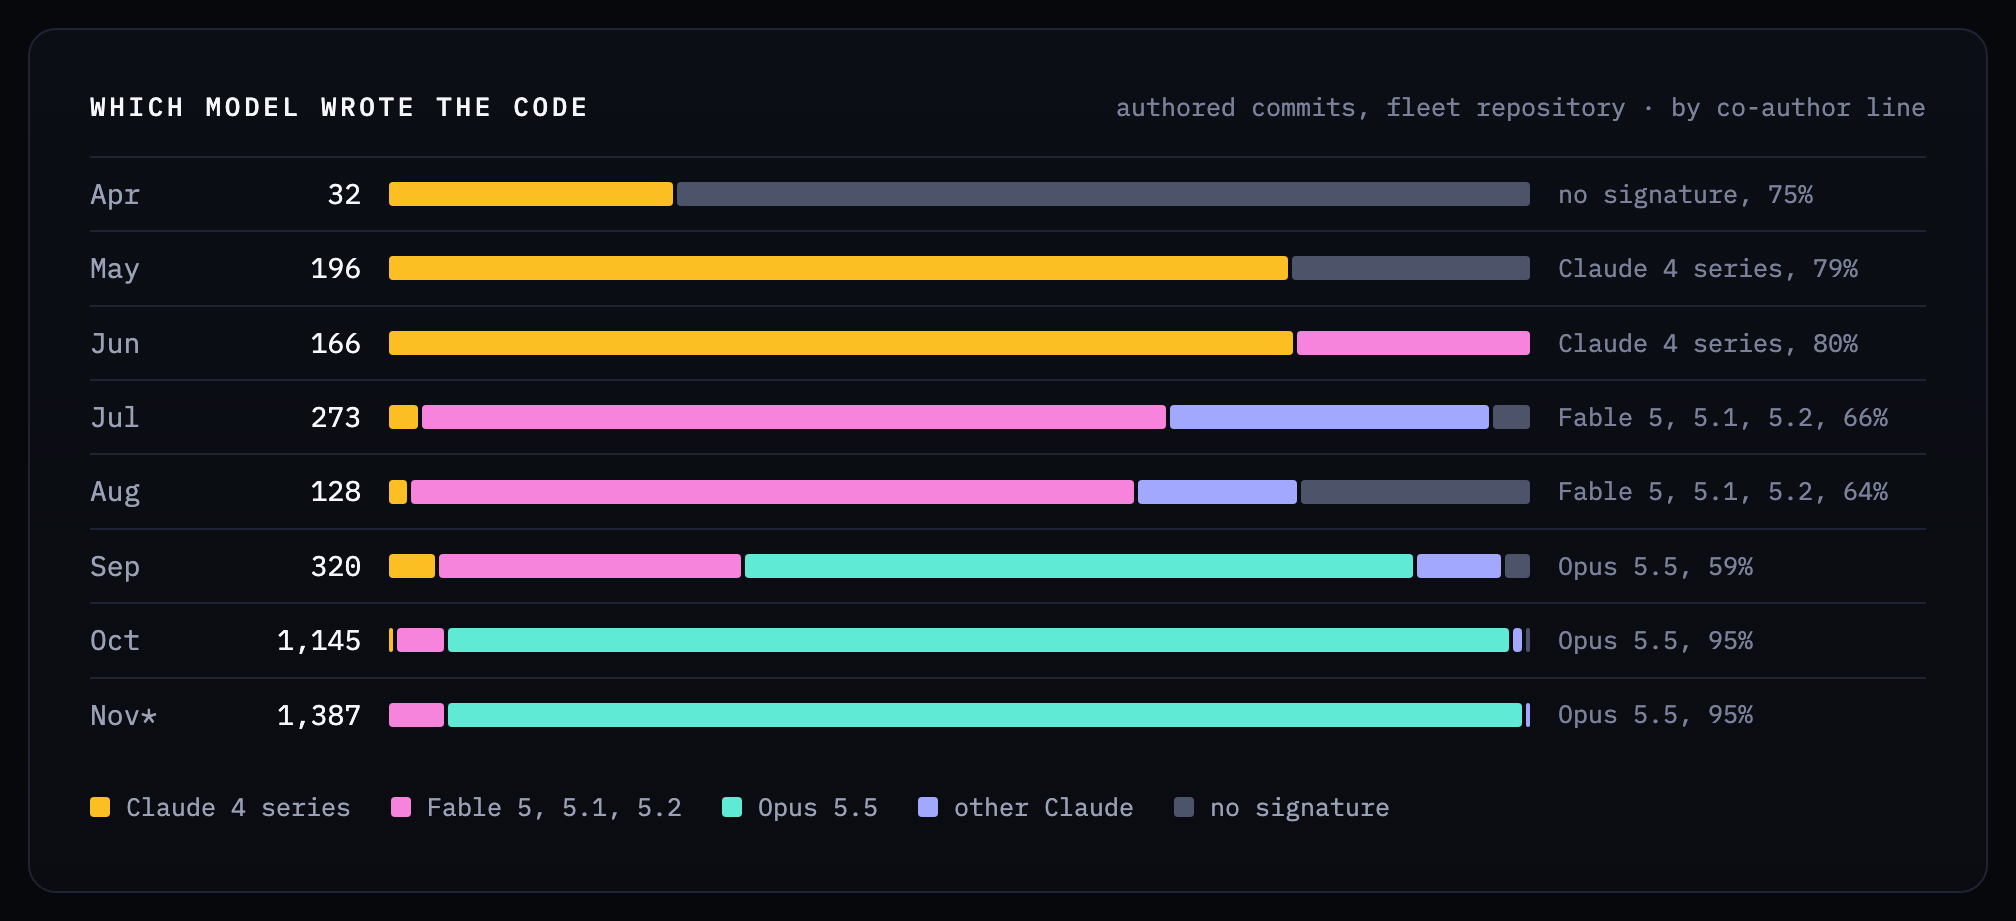 WHICH MODEL WROTE THE CODE
authored commits, fleet repository · by co-author line
Apr 32 no signature, 75%
May 196 Claude 4 series, 79%
Jun 166 Claude 4 series, 80%
Jul 273 Fable 5, 5.1, 5.2, 66%
Aug 128 Fable 5, 5.1, 5.2, 64%
Sep 320 Opus 5.5, 59%
Oct 1,145 Opus 5.5, 95%
Nov* 1,387 Opus 5.5, 95%
Claude 4 series Fable 5, 5.1, 5.2 Opus 5.5 other Claude no signature